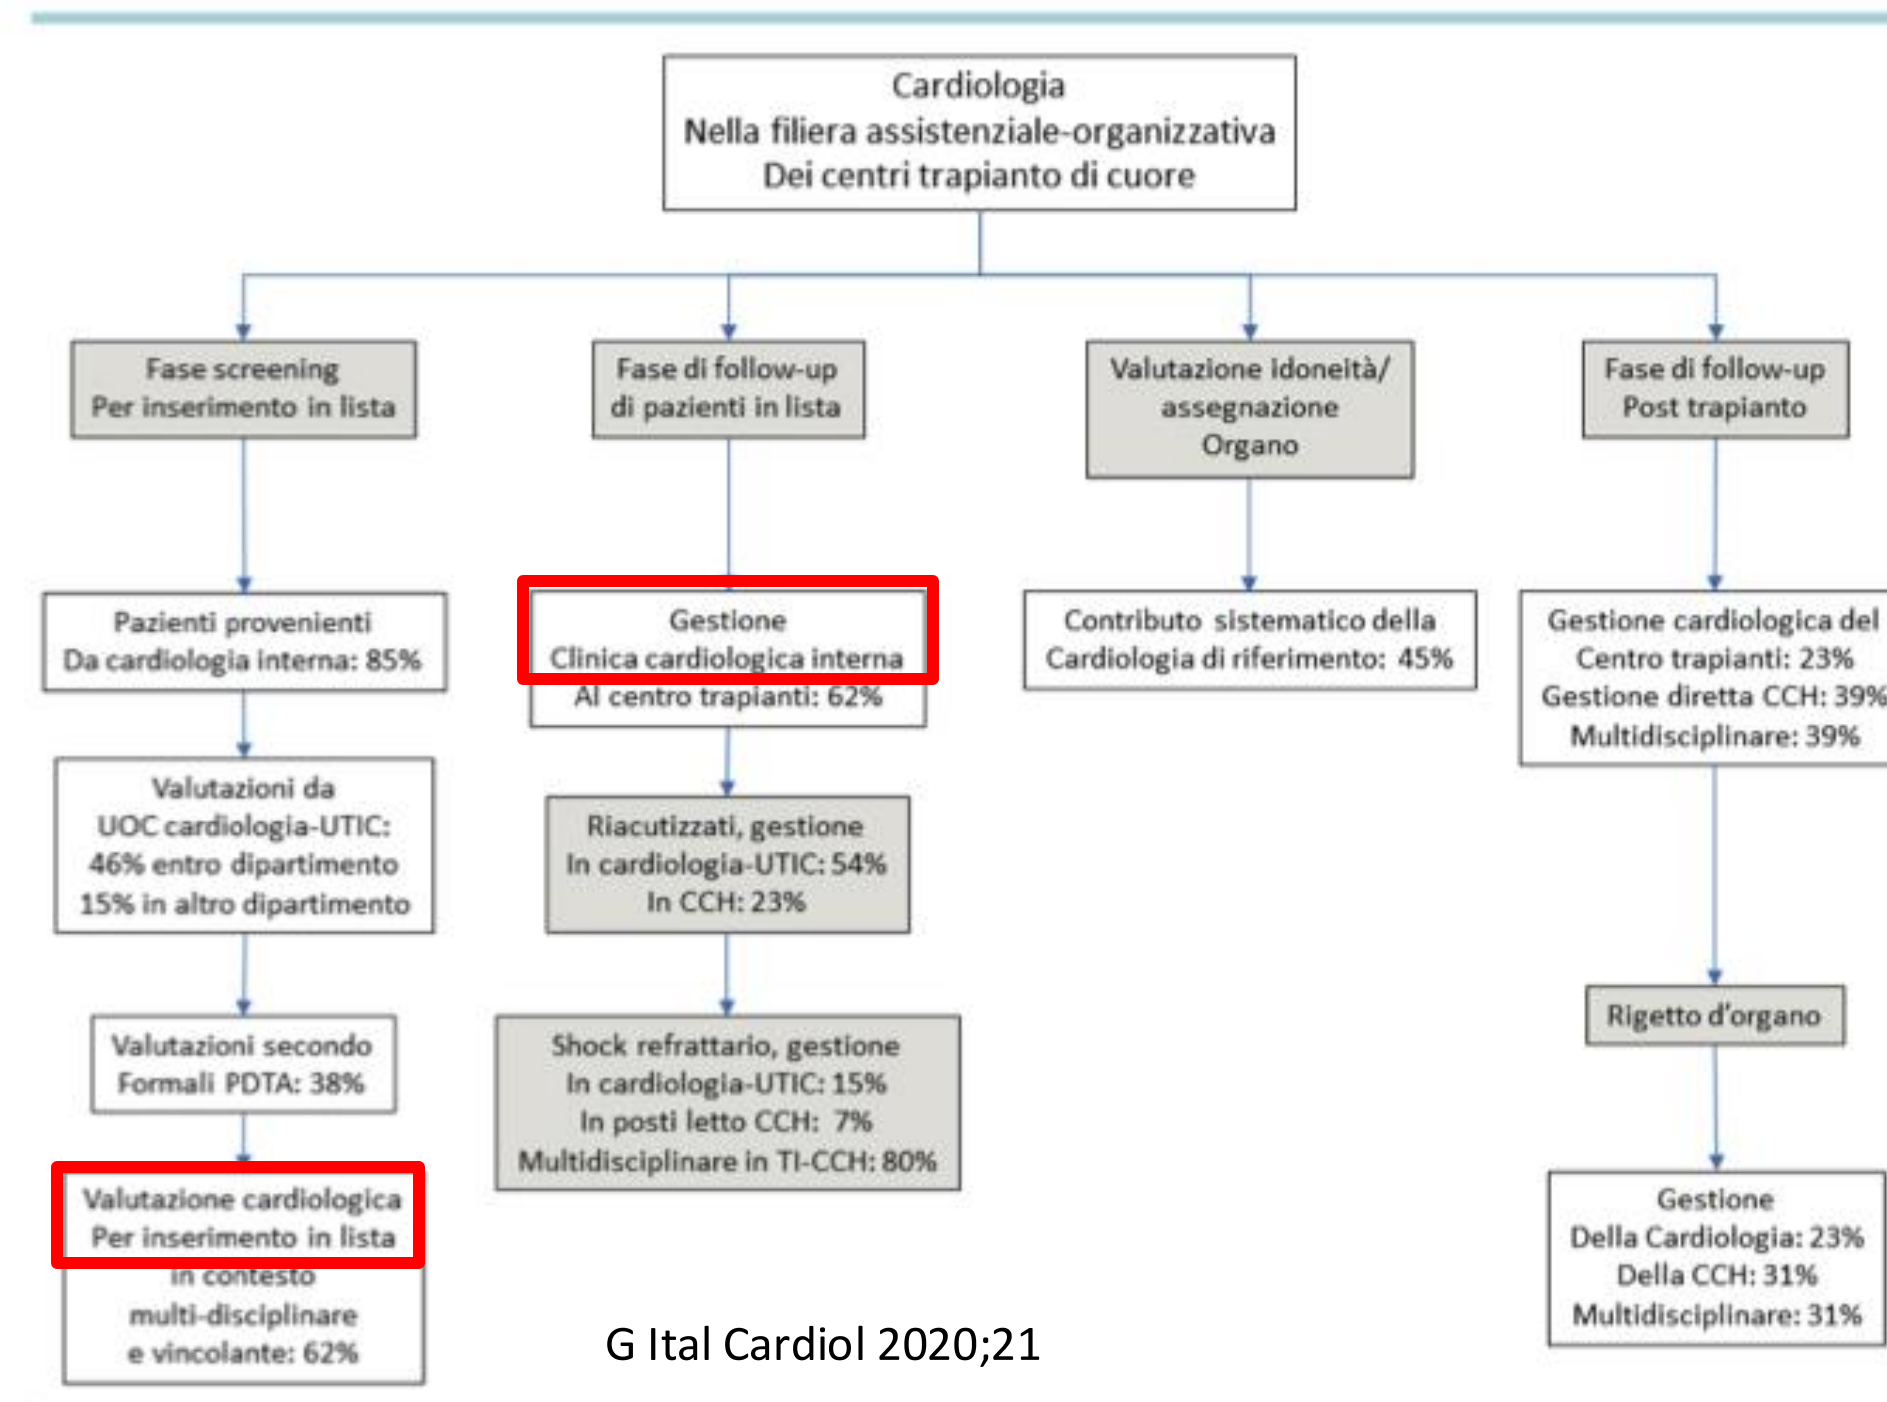 Cardiologia
Nella filiera assistenziale-organizzativa
Dei centri trapianto di cuore
Fase screening
Per inserimento in lista
Pazienti provenienti
Da cardiologia interna: 85%
Valutazioni da
UOC cardiologia-UTIC:
46% entro dipartimento
15% in altro dipartimento
Valutazioni secondo
Formali PDTA: 38%
Valutazione cardiologica
Per inserimento in lista
in contesto
multi-disciplinare
e vincolante: 62%
Fase di follow-up
di pazienti in lista
Gestione
Clinica cardiologica interna
Al centro trapianti: 62%
Riacutizzati, gestione
In cardiologia-UTIC: 54%
In CCH: 23%
Shock refrattario, gestione
In cardiologia-UTIC: 15%
In posti letto CCH: 7%
Multidisciplinare in TI-CCH: 80%
Valutazione idoneità/
assegnazione
Organo
Contributo sistematico della
Cardiologia di riferimento: 45%
Fase di follow-up
Post trapianto
Gestione cardiologica del
Centro trapianti: 23%
Gestione diretta CCH: 39%
Multidisciplinare: 39%
Rigetto d'organo
Gestione
Della Cardiologia: 23%
Della CCH: 31%
Multidisciplinare: 31%
G Ital Cardiol 2020;21